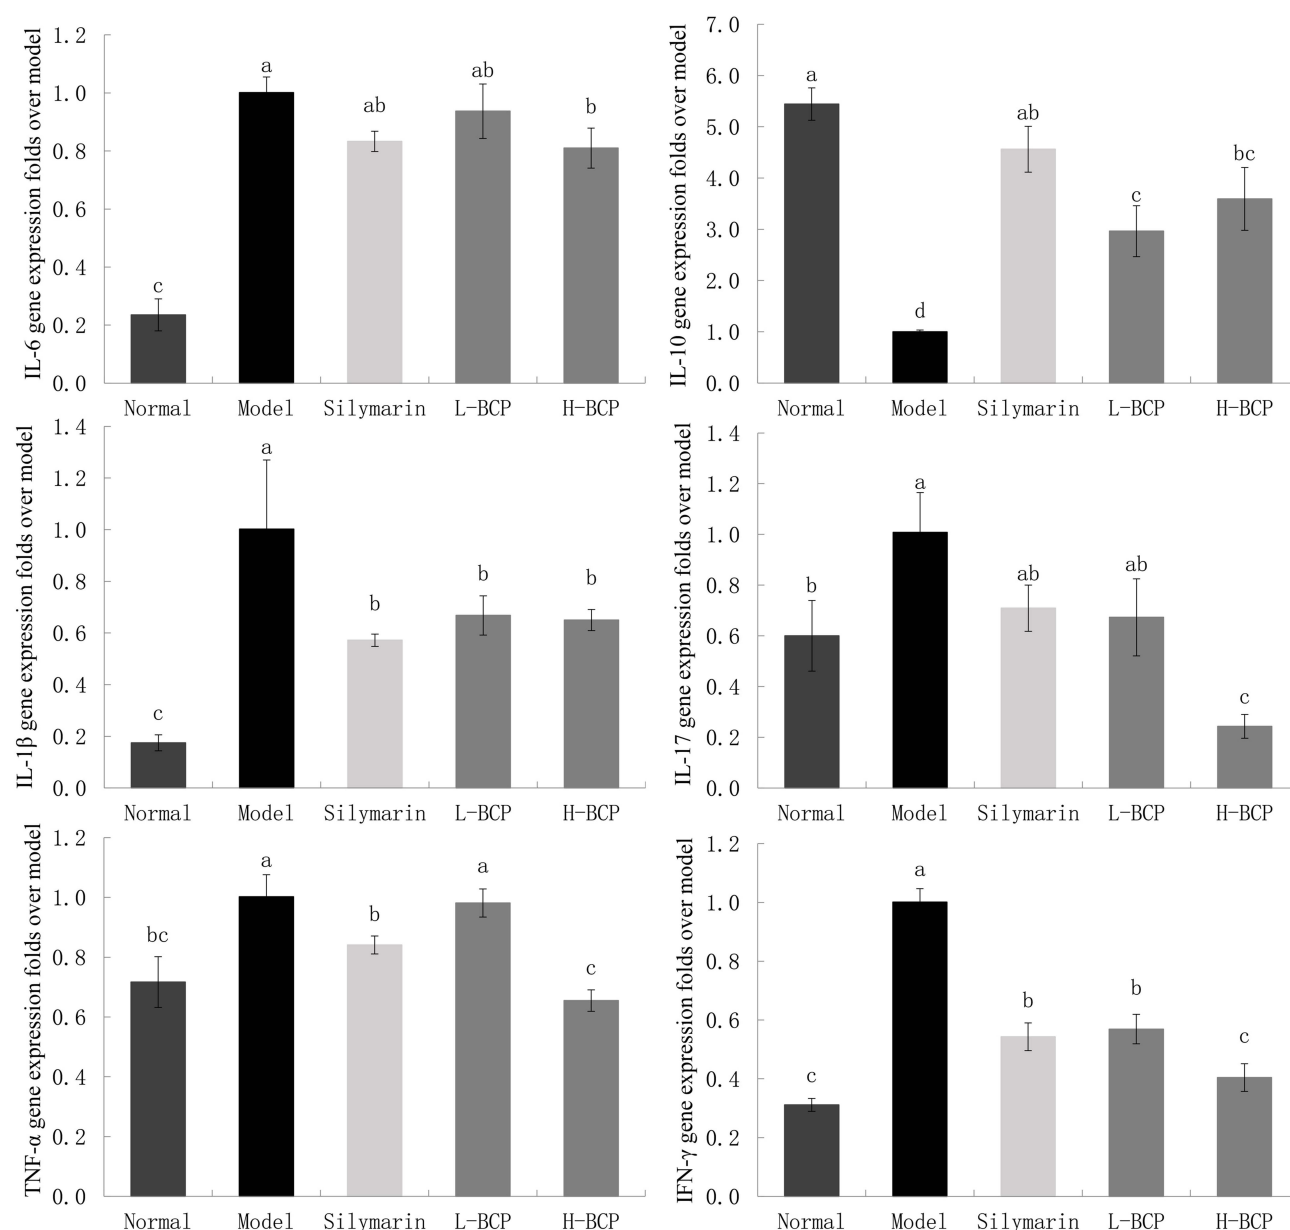 IL-6 gene expression folds over model
1.2
1.0
0.8
0.6
0.4
0.2
0.0
c
a
ab
ab
b
Normal Model Silymarin L-BCP H-BCP
IL-10 gene expression folds over model
7.0
6.0
5.0
4.0
3.0
2.0
1.0
0.0
a
d
ab
c
bc
Normal Model Silymarin L-BCP H-BCP
IL-1β gene expression folds over model
1.4
1.2
1.0
0.8
0.6
0.4
0.2
0.0
c
a
b
b
b
Normal Model Silymarin L-BCP H-BCP
IL-17 gene expression folds over model
1.4
1.2
1.0
0.8
0.6
0.4
0.2
0.0
b
a
ab
ab
c
Normal Model Silymarin L-BCP H-BCP
TNF-α gene expression folds over model
1.2
1.0
0.8
0.6
0.4
0.2
0.0
bc
a
b
a
c
Normal Model Silymarin L-BCP H-BCP
IFN-γ gene expression folds over model
1.2
1.0
0.8
0.6
0.4
0.2
0.0
c
a
b
b
c
Normal Model Silymarin L-BCP H-BCP